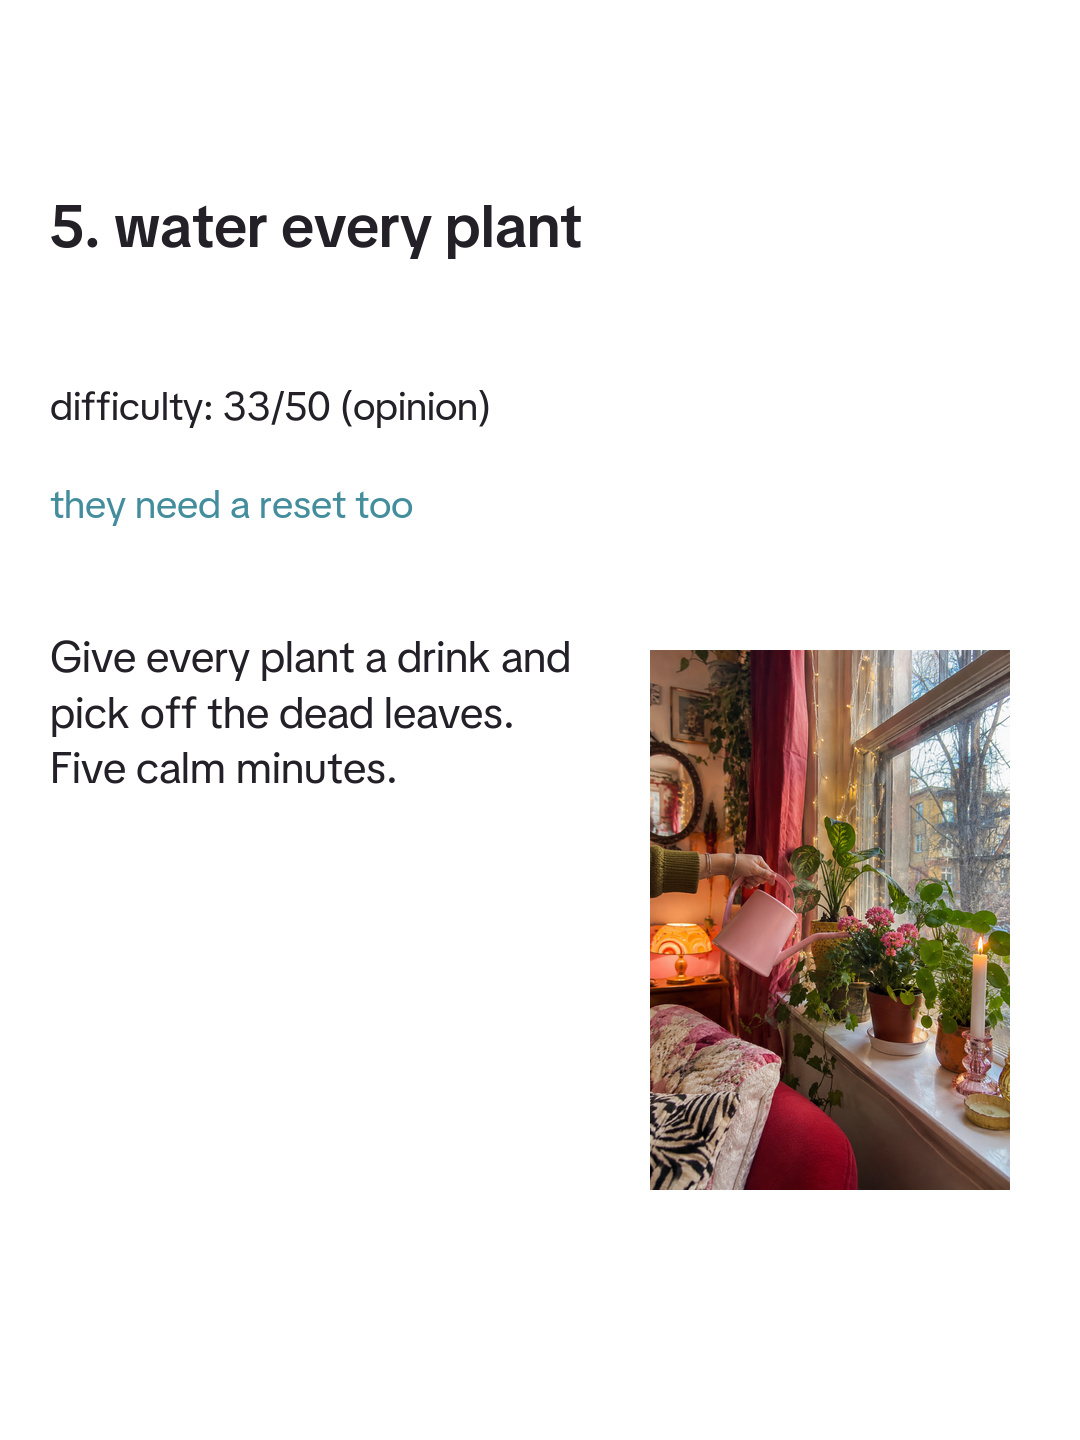 5. water every plant
difficulty: 33/50 (opinion)
they need a reset too
Give every plant a drink and
pick off the dead leaves.
Five calm minutes.